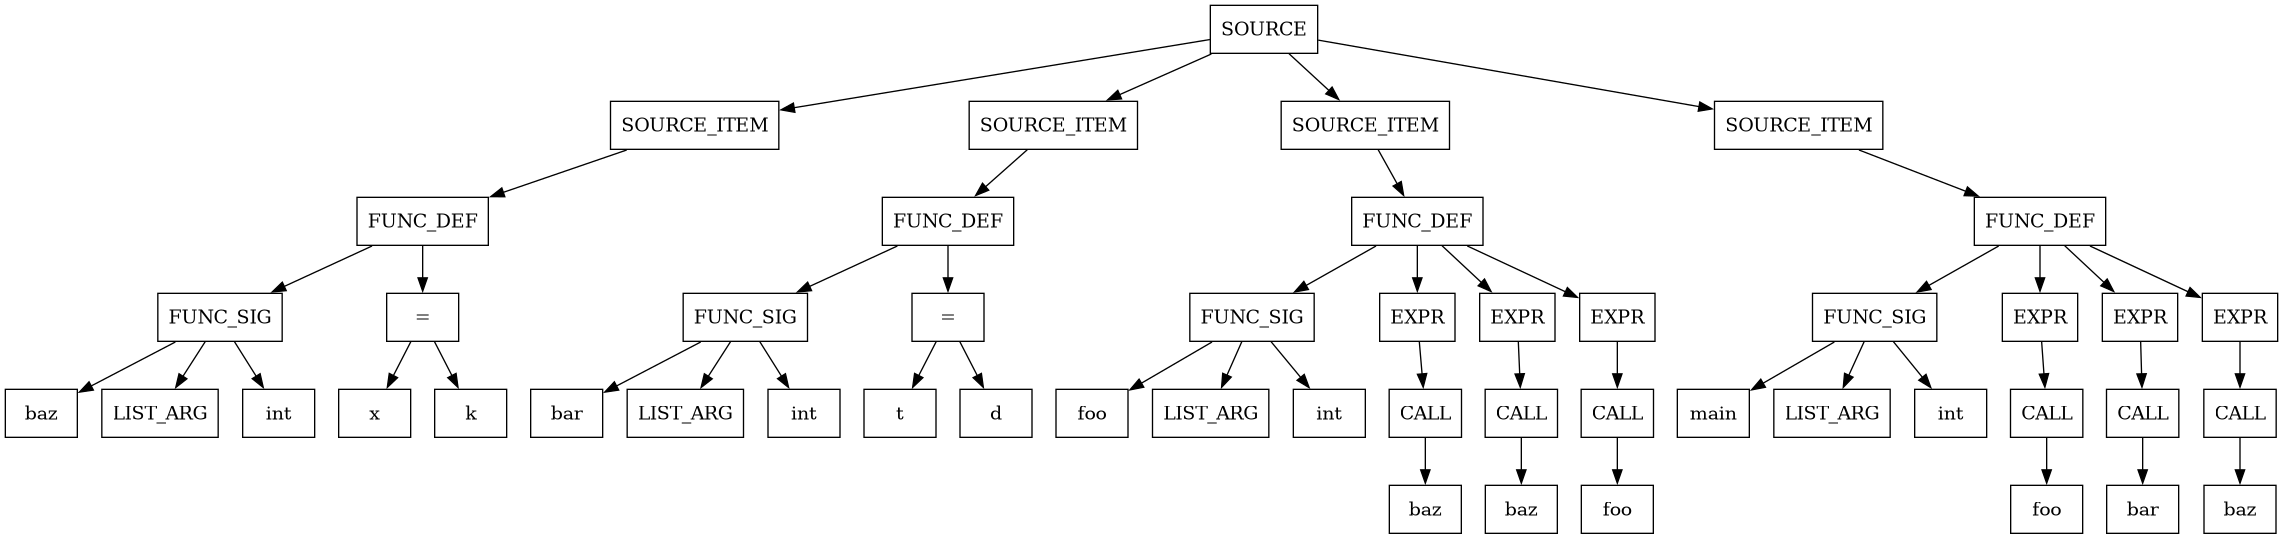 SOURCE
SOURCE_ITEM SOURCE_ITEM SOURCE_ITEM SOURCE_ITEM
FUNC_DEF FUNC_DEF FUNC_DEF FUNC_DEF
FUNC_SIG = FUNC_SIG = FUNC_SIG EXPR EXPR EXPR FUNC_SIG EXPR EXPR EXPR
baz LIST_ARG int x k bar LIST_ARG int t d foo LIST_ARG int CALL CALL CALL main LIST_ARG int CALL CALL CALL
baz baz foo foo bar baz